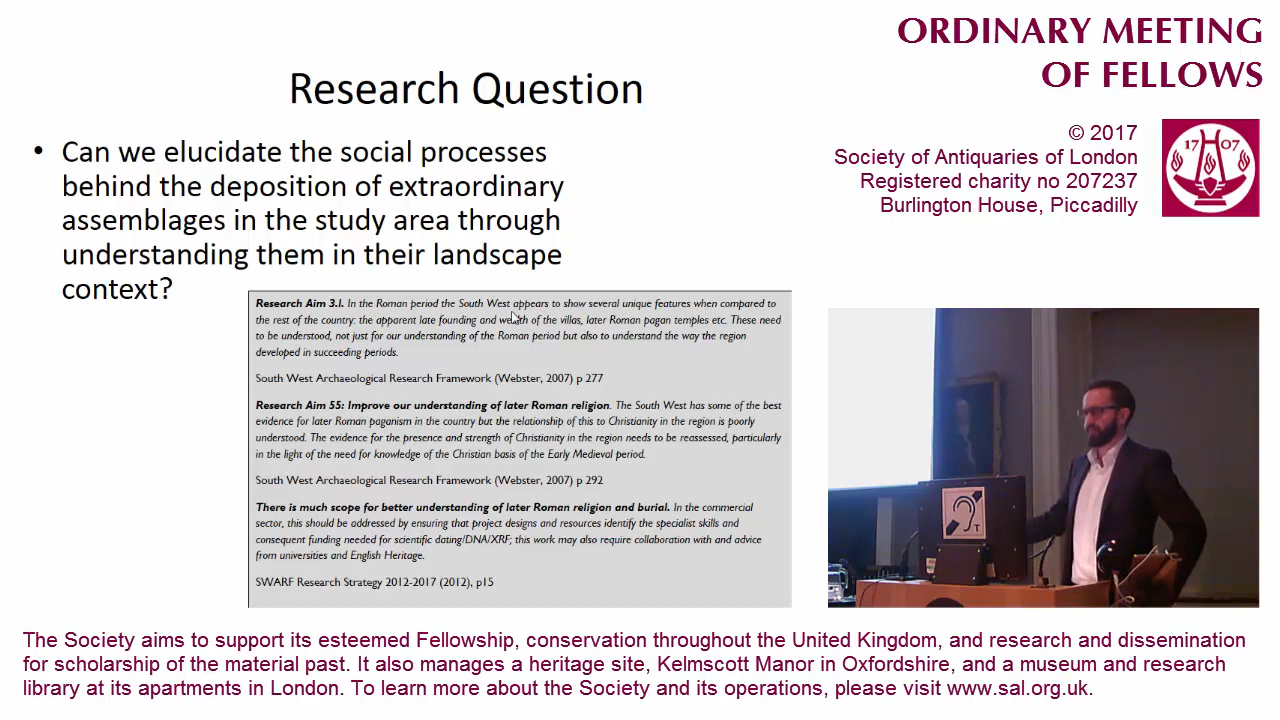 ORDINARY MEETING
OF FELLOWS
© 2017
Society of Antiquaries of London
Registered charity no 207237
Burlington House, Piccadilly
17 07
Research Question
• Can we elucidate the social processes
behind the deposition of extraordinary
assemblages in the study area through
understanding them in their landscape
context?
Research Aim 3.l. In the Roman period the South West appears to show several unique features when compared to
the rest of the country: the apparent late founding and wealth of the villas, later Roman pagan temples etc. These need
to be understood, not just for our understanding of the Roman period but also to understand the way the region
developed in succeeding periods.
South West Archaeological Research Framework (Webster, 2007) p 277
Research Aim 55: Improve our understanding of later Roman religion. The South West has some of the best
evidence for later Roman paganism in the country but the relationship of this to Christianity in the region is poorly
understood. The evidence for the presence and strength of Christianity in the region needs to be reassessed, particularly
in the light of the need for knowledge of the Christian basis of the Early Medieval period.
South West Archaeological Research Framework (Webster, 2007) p 292
There is much scope for better understanding of later Roman religion and burial. In the commercial
sector, this should be addressed by ensuring that project designs and resources identify the specialist skills and
consequent funding needed for scientific dating/DNA/XRF; this work may also require collaboration with and advice
from universities and English Heritage.
SWARF Research Strategy 2012-2017 (2012), p15
T
The Society aims to support its esteemed Fellowship, conservation throughout the United Kingdom, and research and dissemination
for scholarship of the material past. It also manages a heritage site, Kelmscott Manor in Oxfordshire, and a museum and research
library at its apartments in London. To learn more about the Society and its operations, please visit www.sal.org.uk.